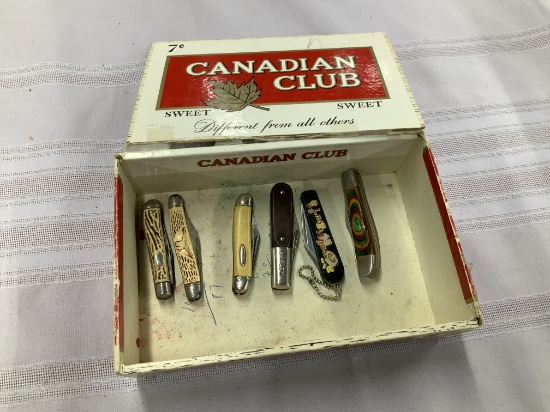 7¢
CANADIAN
CLUB
SWEET SWEET
Different from all others
CANADIAN CLUB